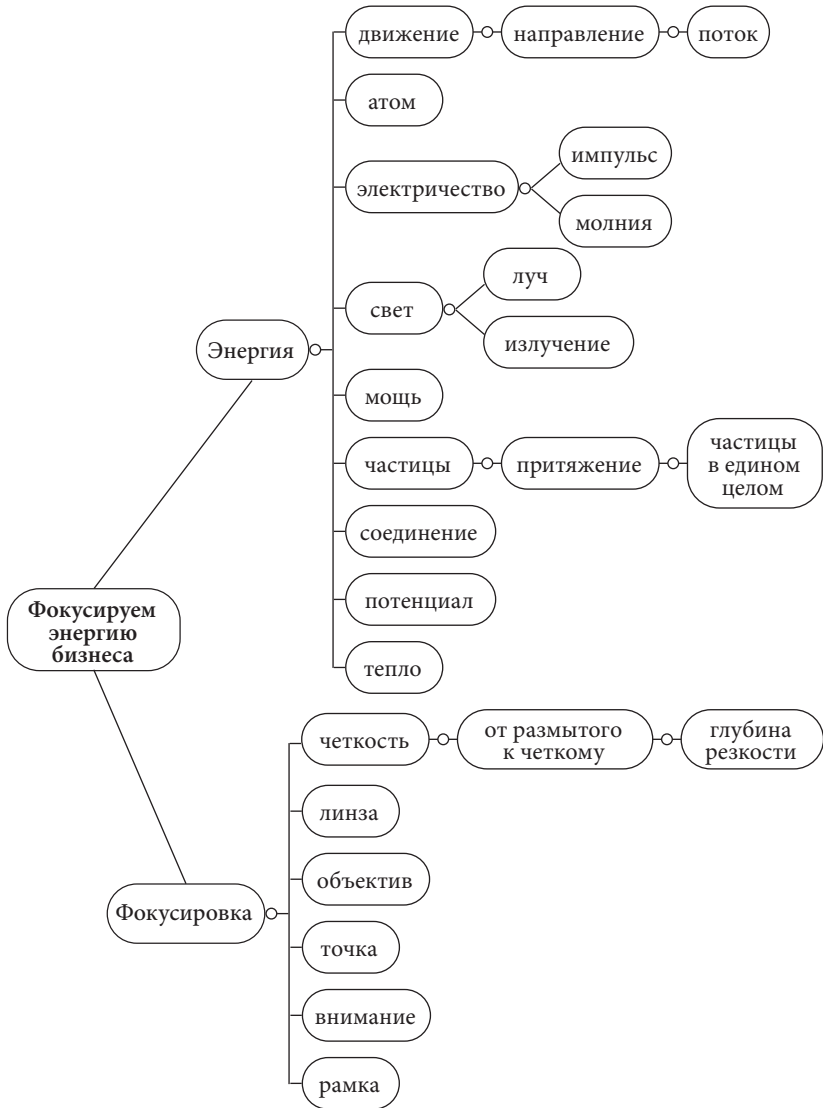 движение
направление
поток
атом
импульс
электричество
молния
луч
свет
излучение
Энергия
мощь
частицы
притяжение
частицы
в едином
целом
соединение
потенциал
Фокусируем
энергию
бизнеса
тепло
четкость
от размытого
к четкому
глубина
резкости
линза
объектив
Фокусировка
точка
внимание
рамка